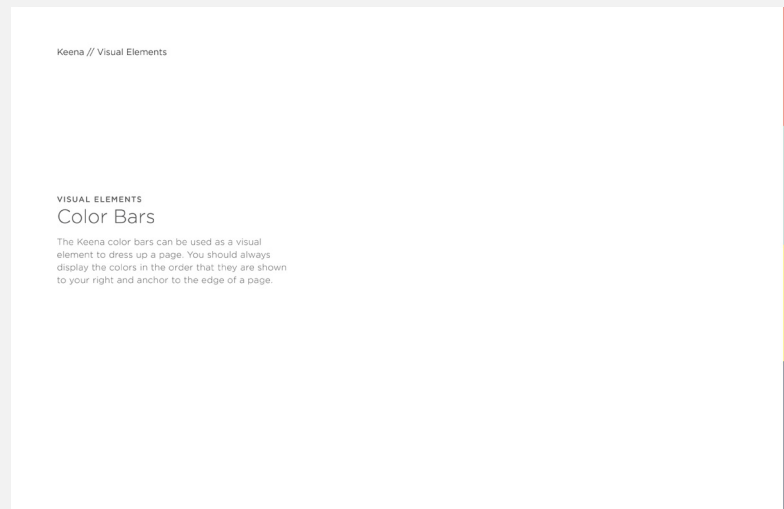 Keena // Visual Elements
VISUAL ELEMENTS
Color Bars
The Keena color bars can be used as a visual
element to dress up a page. You should always
display the colors in the order that they are shown
to your right and anchor to the edge of a page.